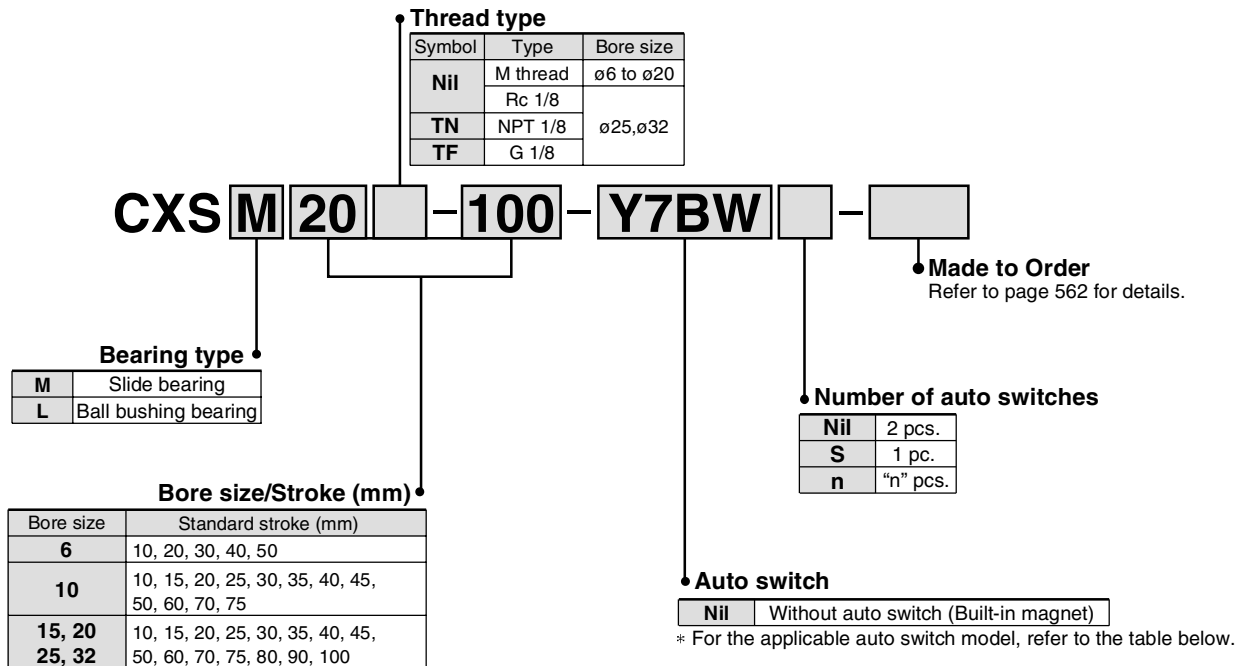 Thread type
Symbol Type Bore size
Nil M thread ø6 to ø20
Rc 1/8 ø25,ø32
TN NPT 1/8
TF G 1/8
CXS M 20 – 100 – Y7BW –
Made to Order
Refer to page 562 for details.
Bearing type
M Slide bearing
L Ball bushing bearing
Number of auto switches
Nil 2 pcs.
S 1 pc.
n “n” pcs.
Bore size/Stroke (mm)
Bore size Standard stroke (mm)
6 10, 20, 30, 40, 50
10 10, 15, 20, 25, 30, 35, 40, 45,
50, 60, 70, 75
15, 20 10, 15, 20, 25, 30, 35, 40, 45,
25, 32 50, 60, 70, 75, 80, 90, 100
Auto switch
Nil Without auto switch (Built-in magnet)
∗ For the applicable auto switch model, refer to the table below.